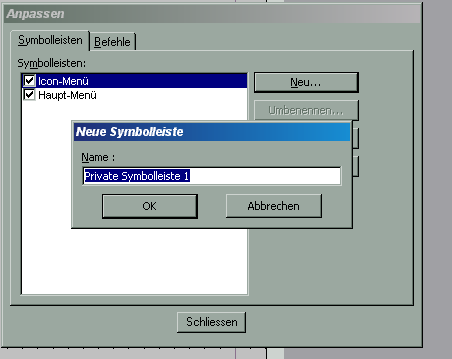 Anpassen
Symbolleisten Befehle
Symbolleisten:
Icon-Menü
Haupt-Menü
Neu...
Umbenennen...
Neue Symbolleiste
Name :
Private Symbolleiste 1
OK Abbrechen
Schliessen